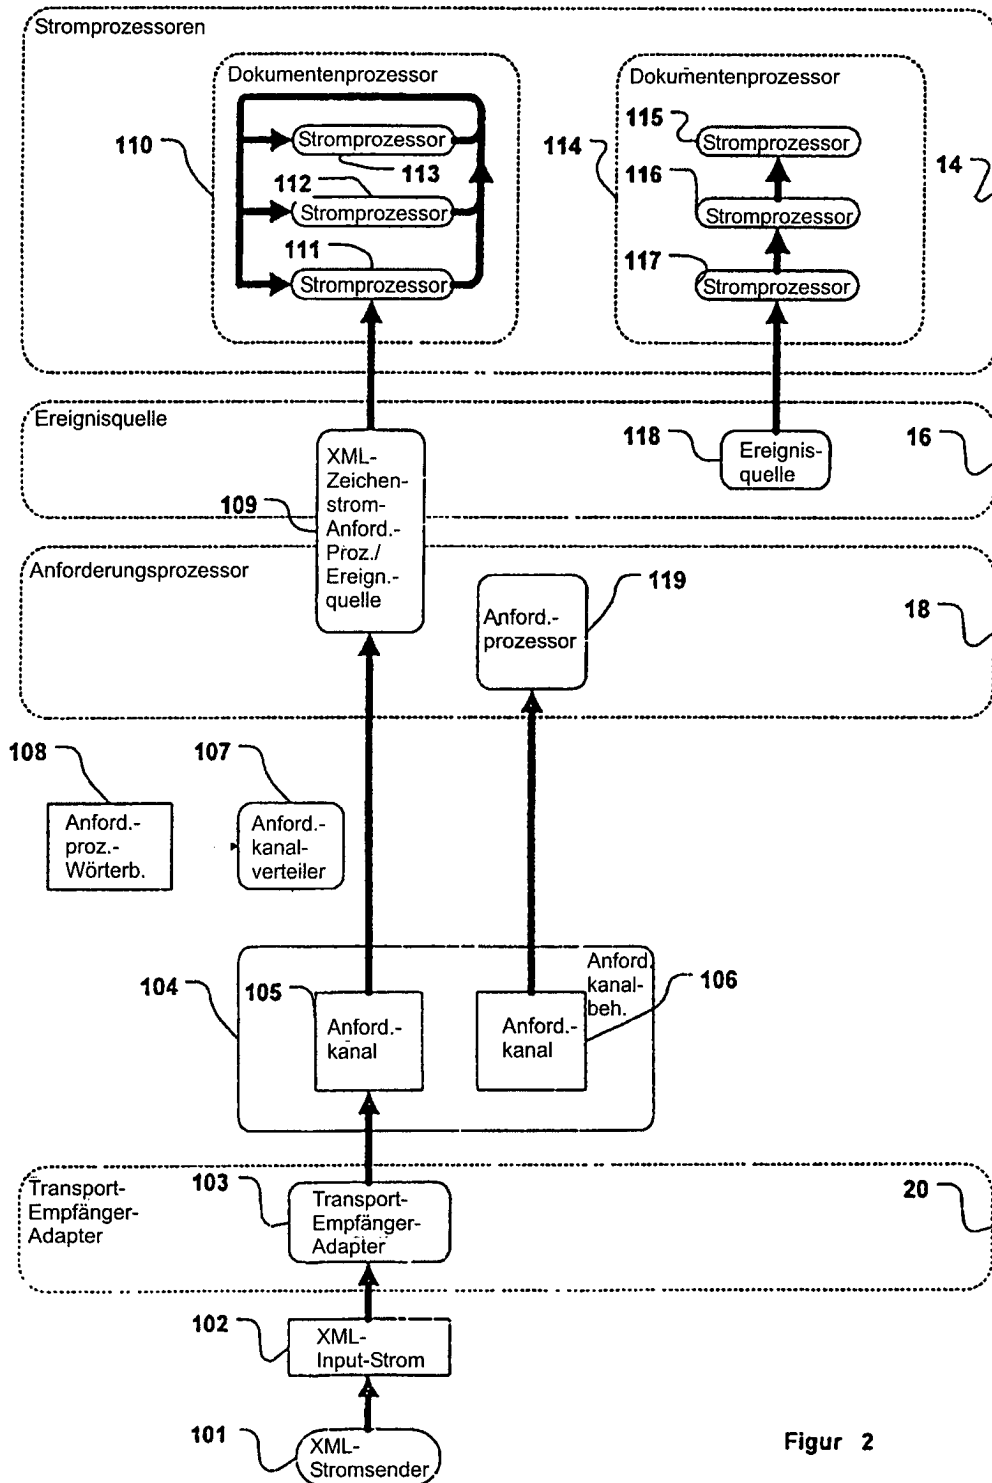 Stromprozessoren
Dokumentenprozessor
110
Stromprozessor
113
112
Stromprozessor
111
Stromprozessor
Dokumentenprozessor
115
Stromprozessor
114
116
Stromprozessor
117
Stromprozessor
14
Ereignisquelle
118
Ereignis-
quelle
16
109
XML-
Zeichen-
strom-
Anford.-
Proz./
Ereign.-
quelle
Anforderungsprozessor
119
Anford.-
prozessor
18
108
Anford.-
proz.-
Wörterb.
107
Anford.-
kanal-
verteiler
104
105
Anford.-
kanal
Anford.
kanal-
beh.
106
Anford.-
kanal
Transport-
Empfänger-
Adapter
103
Transport-
Empfänger-
Adapter
20
102
XML-
Input-Strom
101
XML-
Stromsender
Figur 2